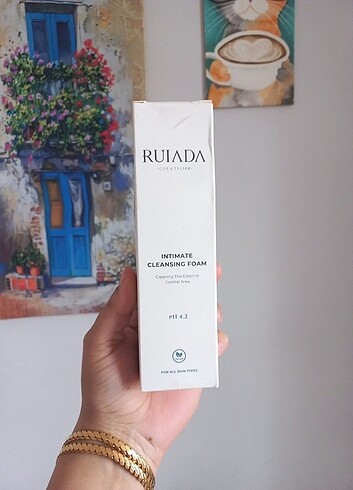 RUIADA
INTIMATE
CLEANSING FOAM
Cleaning The External
Genital Area
pH 4.2
FOR ALL SKIN TYPES